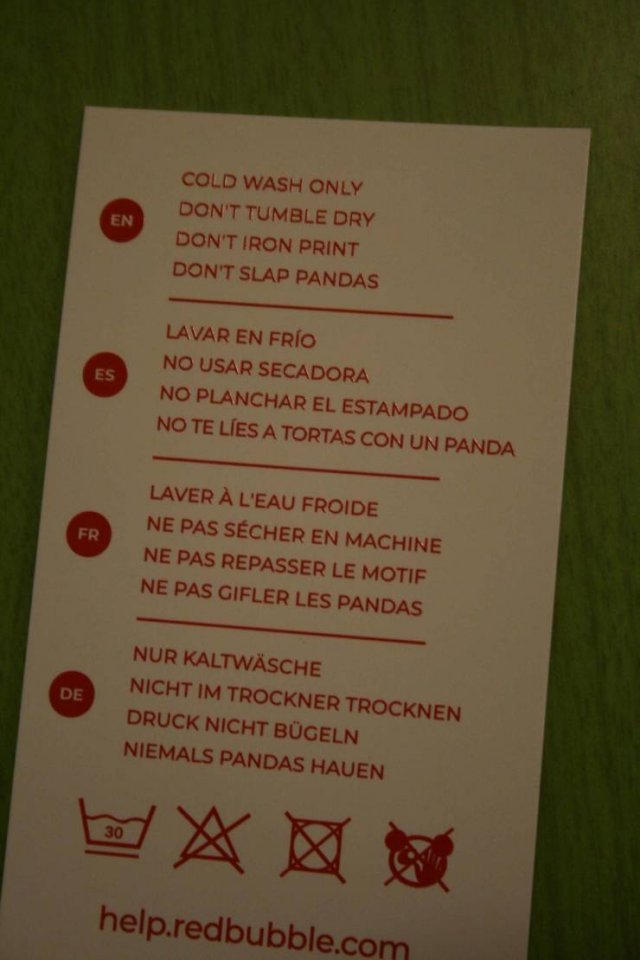 EN
COLD WASH ONLY
DON'T TUMBLE DRY
DON'T IRON PRINT
DON'T SLAP PANDAS
ES
LAVAR EN FRÍO
NO USAR SECADORA
NO PLANCHAR EL ESTAMPADO
NO TE LÍES A TORTAS CON UN PANDA
FR
LAVER À L'EAU FROIDE
NE PAS SÉCHER EN MACHINE
NE PAS REPASSER LE MOTIF
NE PAS GIFLER LES PANDAS
DE
NUR KALTWÄSCHE
NICHT IM TROCKNER TROCKNEN
DRUCK NICHT BÜGELN
NIEMALS PANDAS HAUEN
30
help.redbubble.com